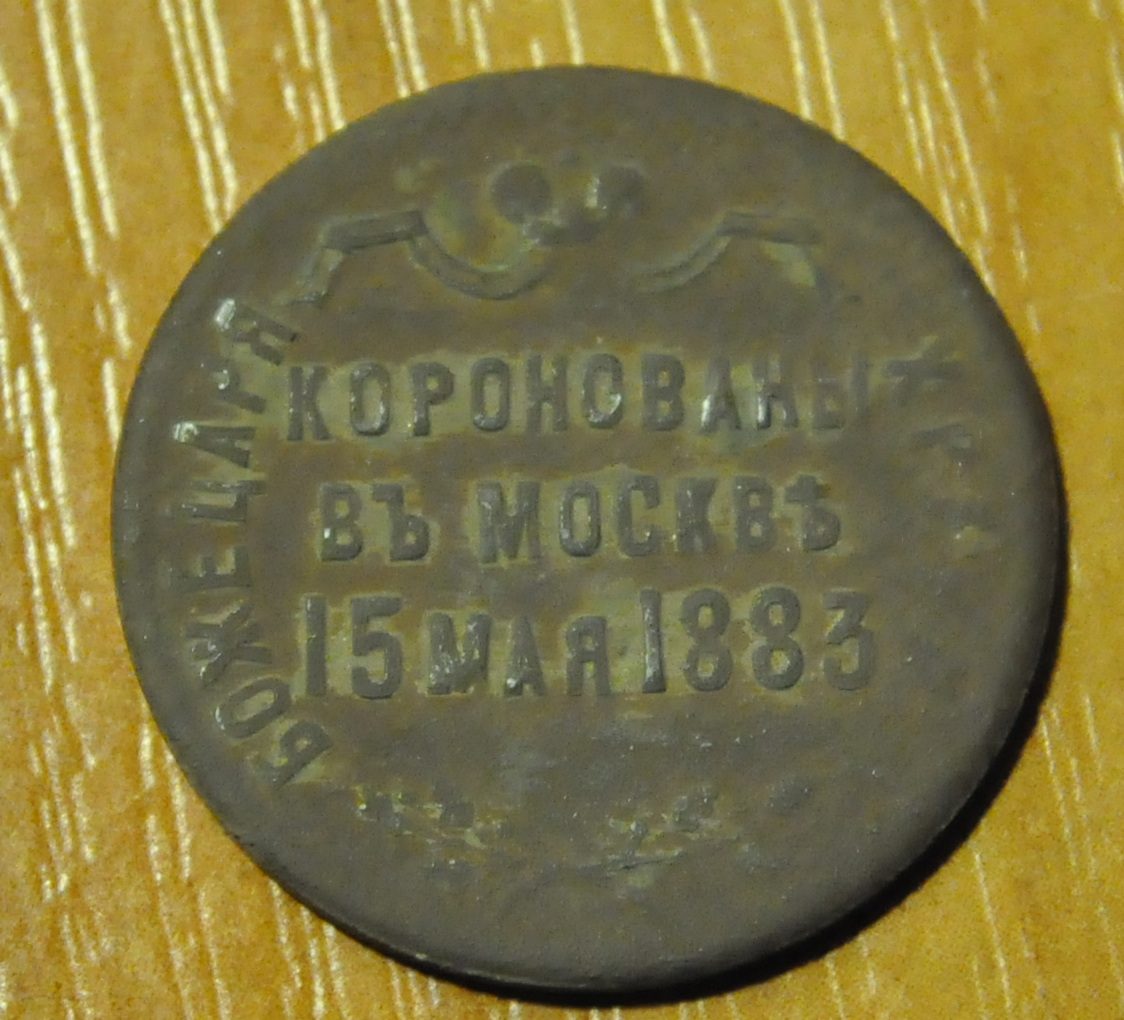 БОЖЕ ЦАРЯ
КОРОНОВАНЫ
ВЪ МОСКВѢ
15 МАЯ 1883